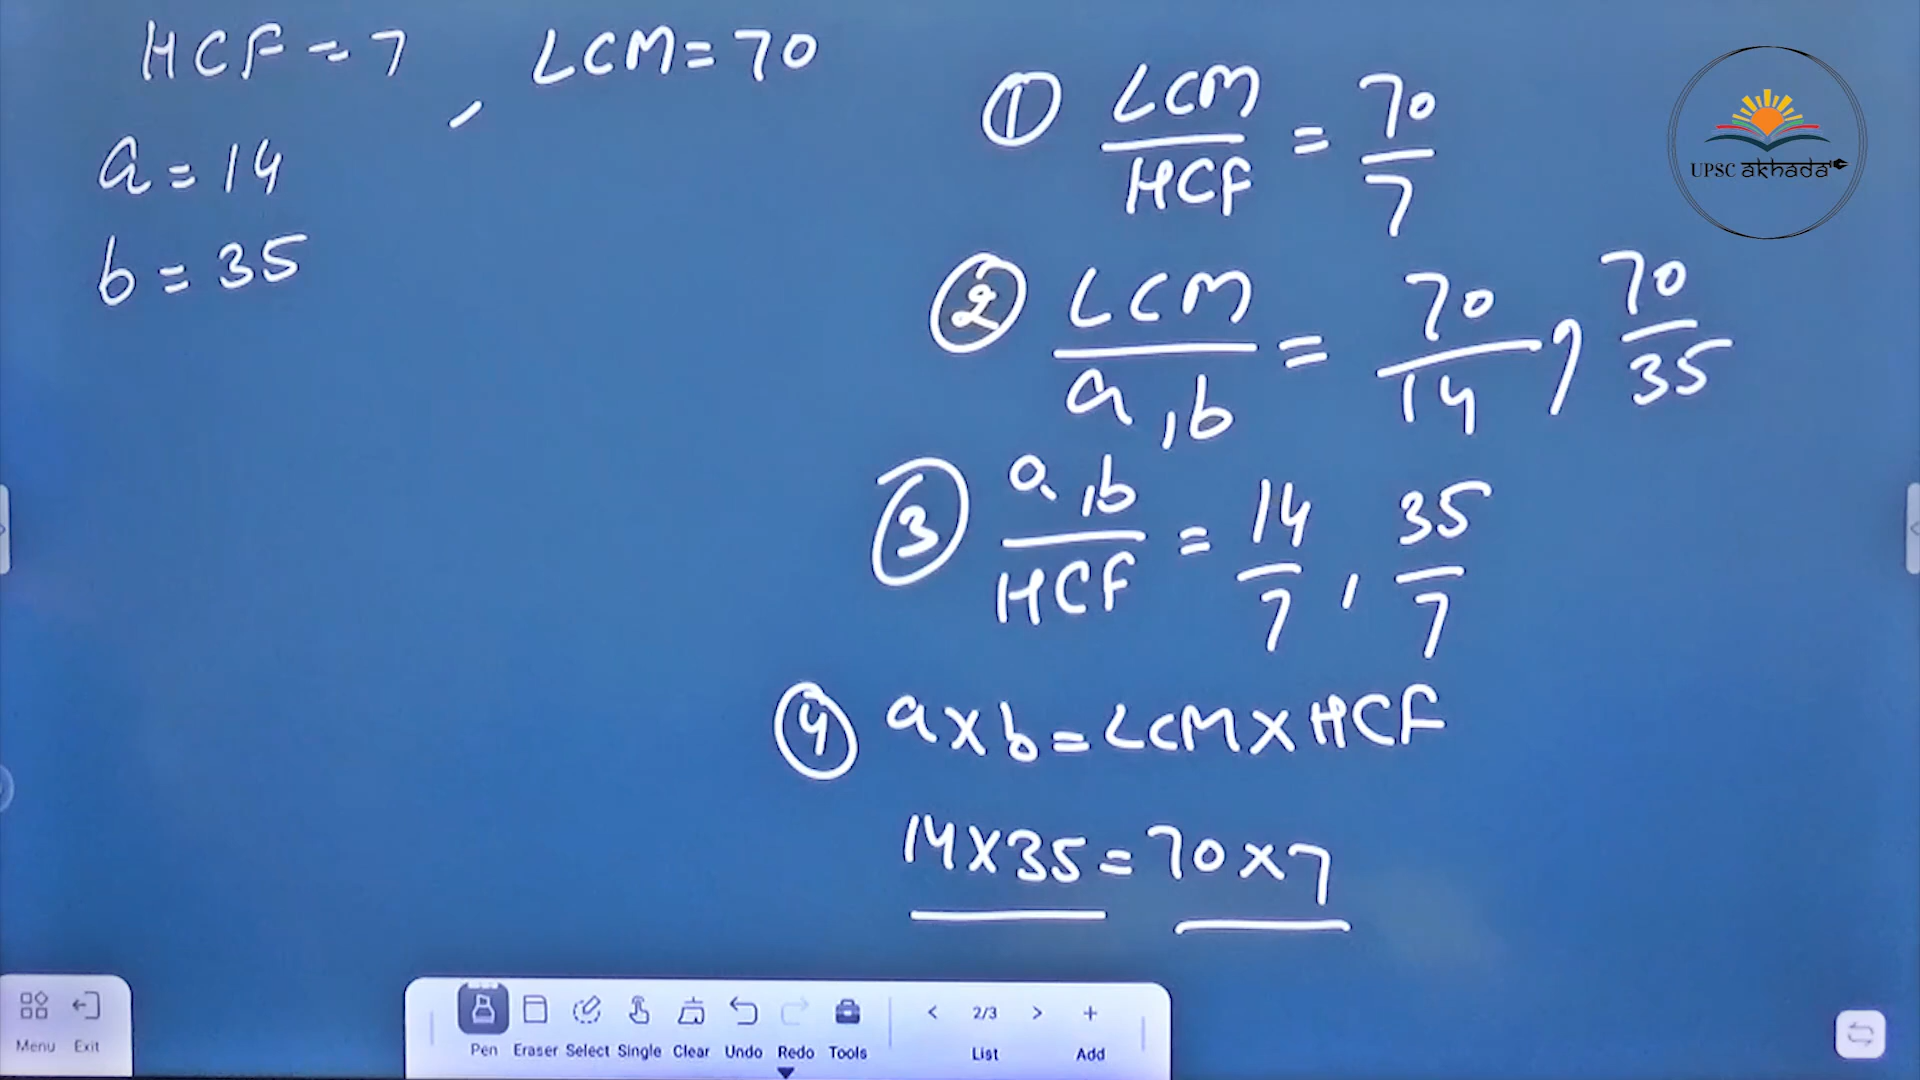 HCF = 7, LCM = 70
a = 14
b = 35
① LCM/HCF = 70/7
② LCM/a,b = 70/14, 70/35
③ a,b/HCF = 14/7, 35/7
④ a×b = LCM×HCF
14×35 = 70×7
UPSC akhada
Menu Exit
Pen Eraser Select Single Clear Undo Redo Tools
< 2/3 > +
List Add